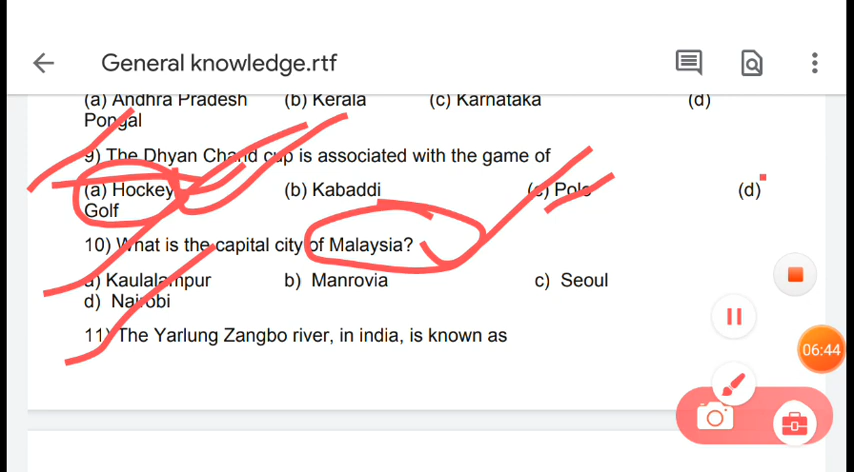 General knowledge.rtf
(a) Andhra Pradesh (b) Kerala (c) Karnataka (d)
Pongal
9) The Dhyan Chand cup is associated with the game of
(a) Hockey (b) Kabaddi (c) Polo (d)
Golf
10) What is the capital city of Malaysia?
a) Kaulalampur b) Manrovia c) Seoul
d) Nairobi
11) The Yarlung Zangbo river, in india, is known as
06:44